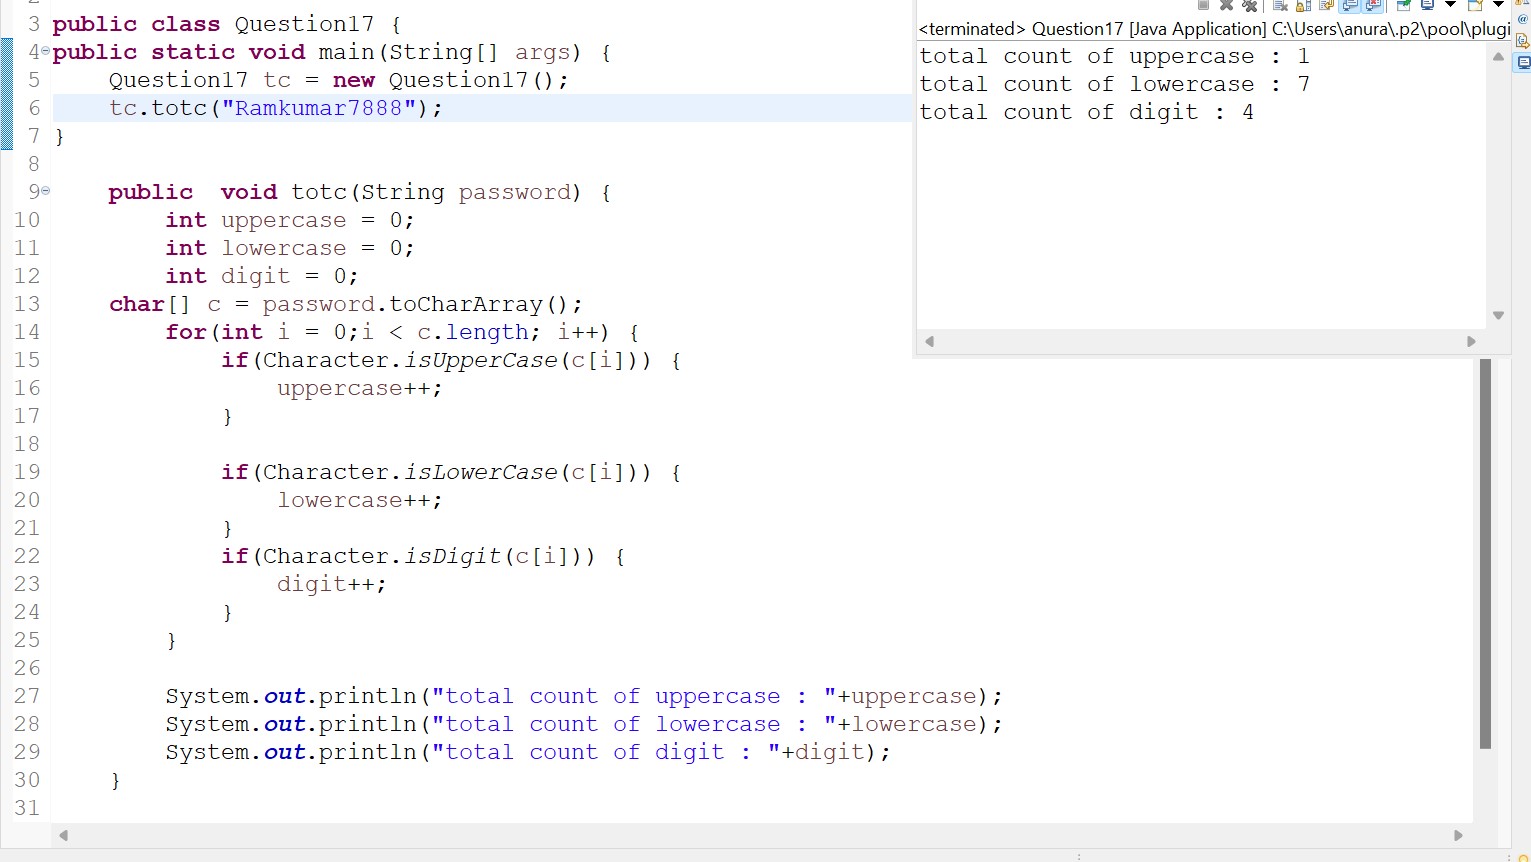 3 public class Question17 {
4 public static void main(String[] args) {
5     Question17 tc = new Question17();
6     tc.totc("Ramkumar7888");
7 }
8
9     public  void totc(String password) {
10         int uppercase = 0;
11         int lowercase = 0;
12         int digit = 0;
13     char[] c = password.toCharArray();
14         for(int i = 0;i < c.length; i++) {
15             if(Character.isUpperCase(c[i])) {
16                 uppercase++;
17             }
18
19             if(Character.isLowerCase(c[i])) {
20                 lowercase++;
21             }
22             if(Character.isDigit(c[i])) {
23                 digit++;
24             }
25         }
26
27         System.out.println("total count of uppercase : "+uppercase);
28         System.out.println("total count of lowercase : "+lowercase);
29         System.out.println("total count of digit : "+digit);
30     }
31
<terminated> Question17 [Java Application] C:\Users\anura\.p2\pool\plugi
total count of uppercase : 1
total count of lowercase : 7
total count of digit : 4